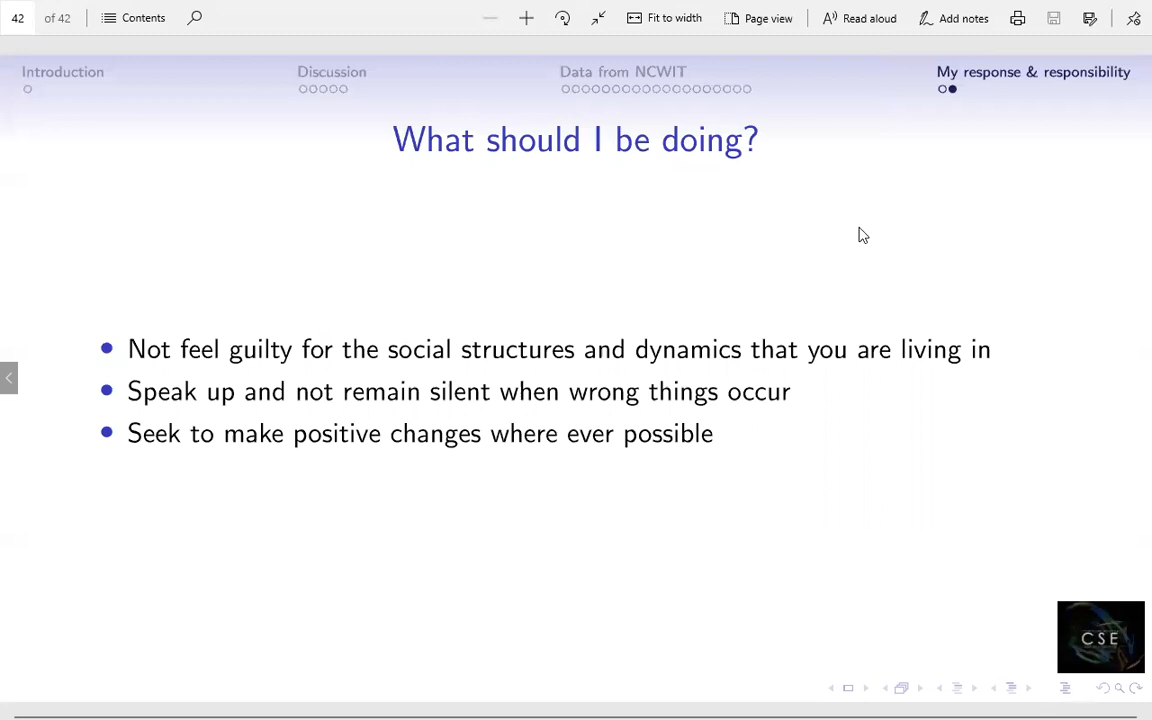 42 of 42 Contents Fit to width Page view Read aloud Add notes
Introduction Discussion Data from NCWIT My response & responsibility
What should I be doing?
Not feel guilty for the social structures and dynamics that you are living in
Speak up and not remain silent when wrong things occur
Seek to make positive changes where ever possible
CSE